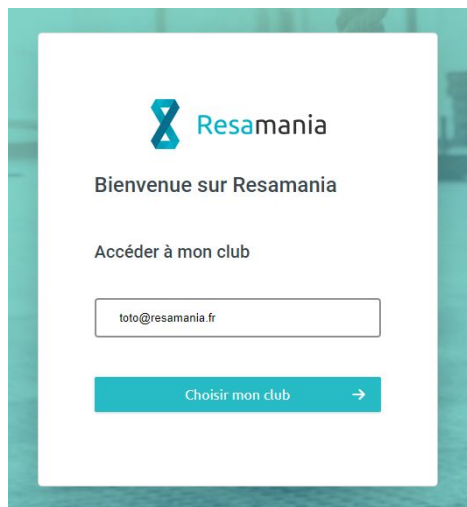 Resamania
Bienvenue sur Resamania
Accéder à mon club
toto@resamania.fr
Choisir mon club